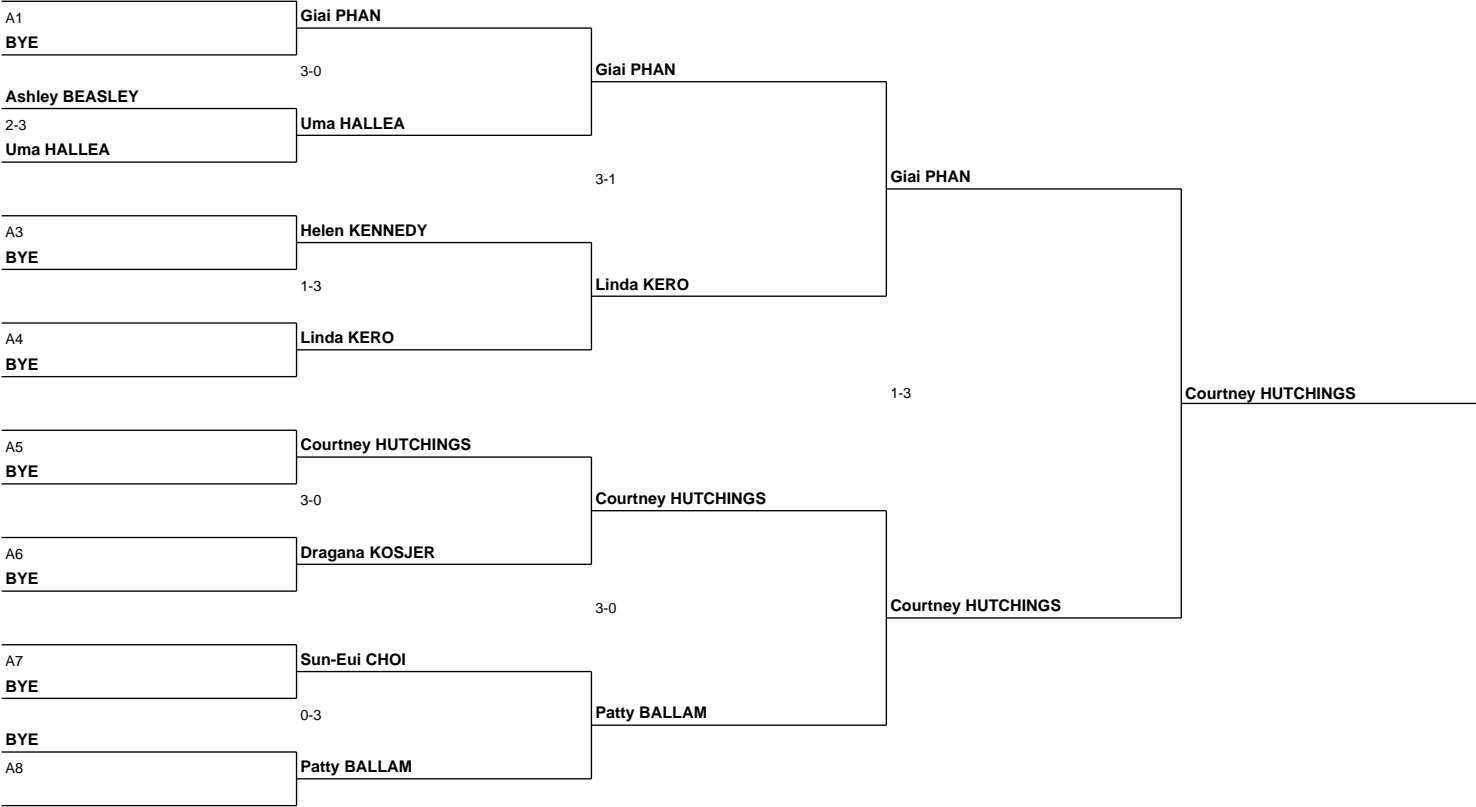 A1
BYE
Ashley BEASLEY
2-3
Uma HALLEA
A3
BYE
A4
BYE
A5
BYE
A6
BYE
A7
BYE
BYE
A8
Giai PHAN
3-0
Uma HALLEA
Helen KENNEDY
1-3
Linda KERO
Courtney HUTCHINGS
3-0
Dragana KOSJER
Sun-Eui CHOI
0-3
Patty BALLAM
Giai PHAN
3-1
Linda KERO
Courtney HUTCHINGS
3-0
Patty BALLAM
Giai PHAN
1-3
Courtney HUTCHINGS
Courtney HUTCHINGS